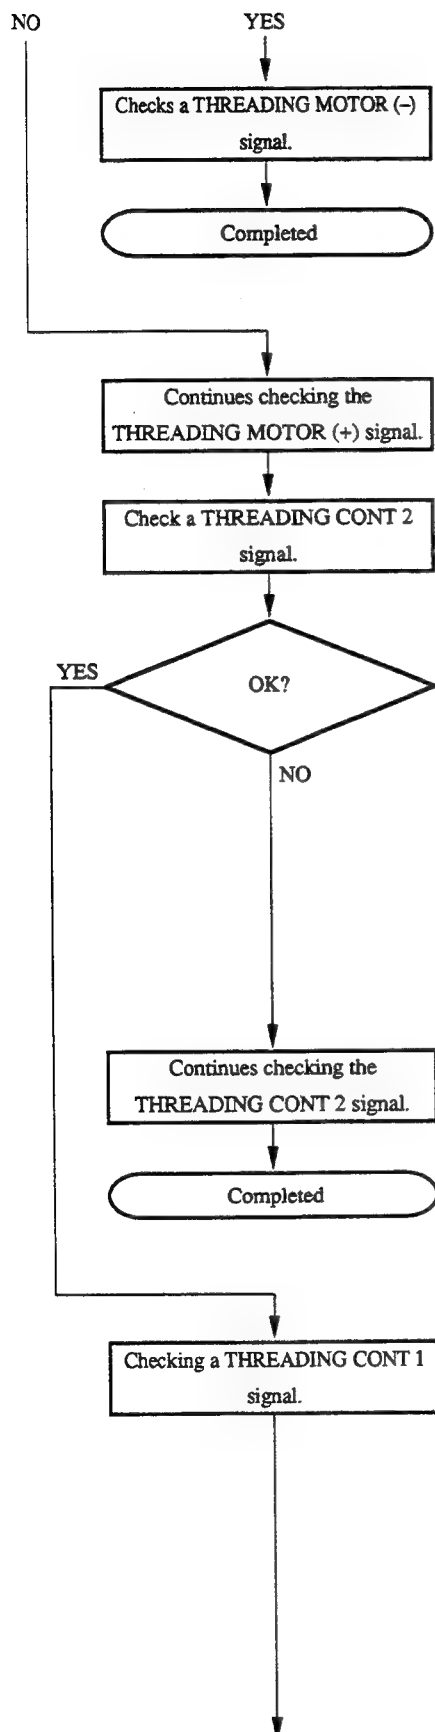 NO
YES
Checks a THREADING MOTOR (–)
signal.
Completed
Continues checking the
THREADING MOTOR (+) signal.
Check a THREADING CONT 2
signal.
YES
OK?
NO
Continues checking the
THREADING CONT 2 signal.
Completed
Checking a THREADING CONT 1
signal.